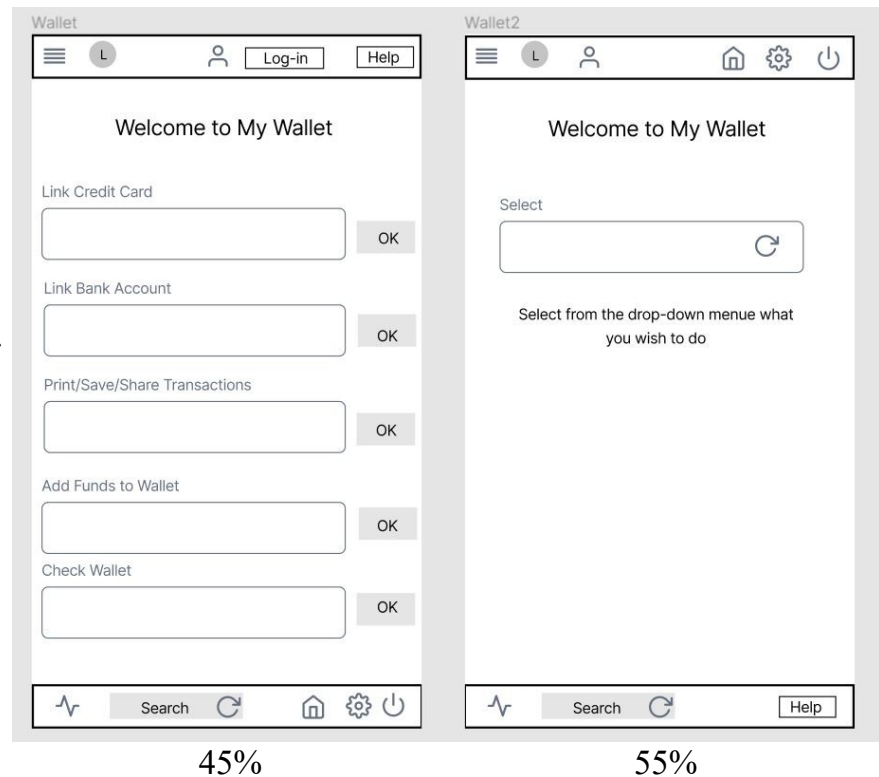 Wallet
L
Log-in
Help
Welcome to My Wallet
Link Credit Card
OK
Link Bank Account
OK
Print/Save/Share Transactions
OK
Add Funds to Wallet
OK
Check Wallet
OK
Search
45%
Wallet2
L
Welcome to My Wallet
Select
Select from the drop-down menue what
you wish to do
Search
Help
55%